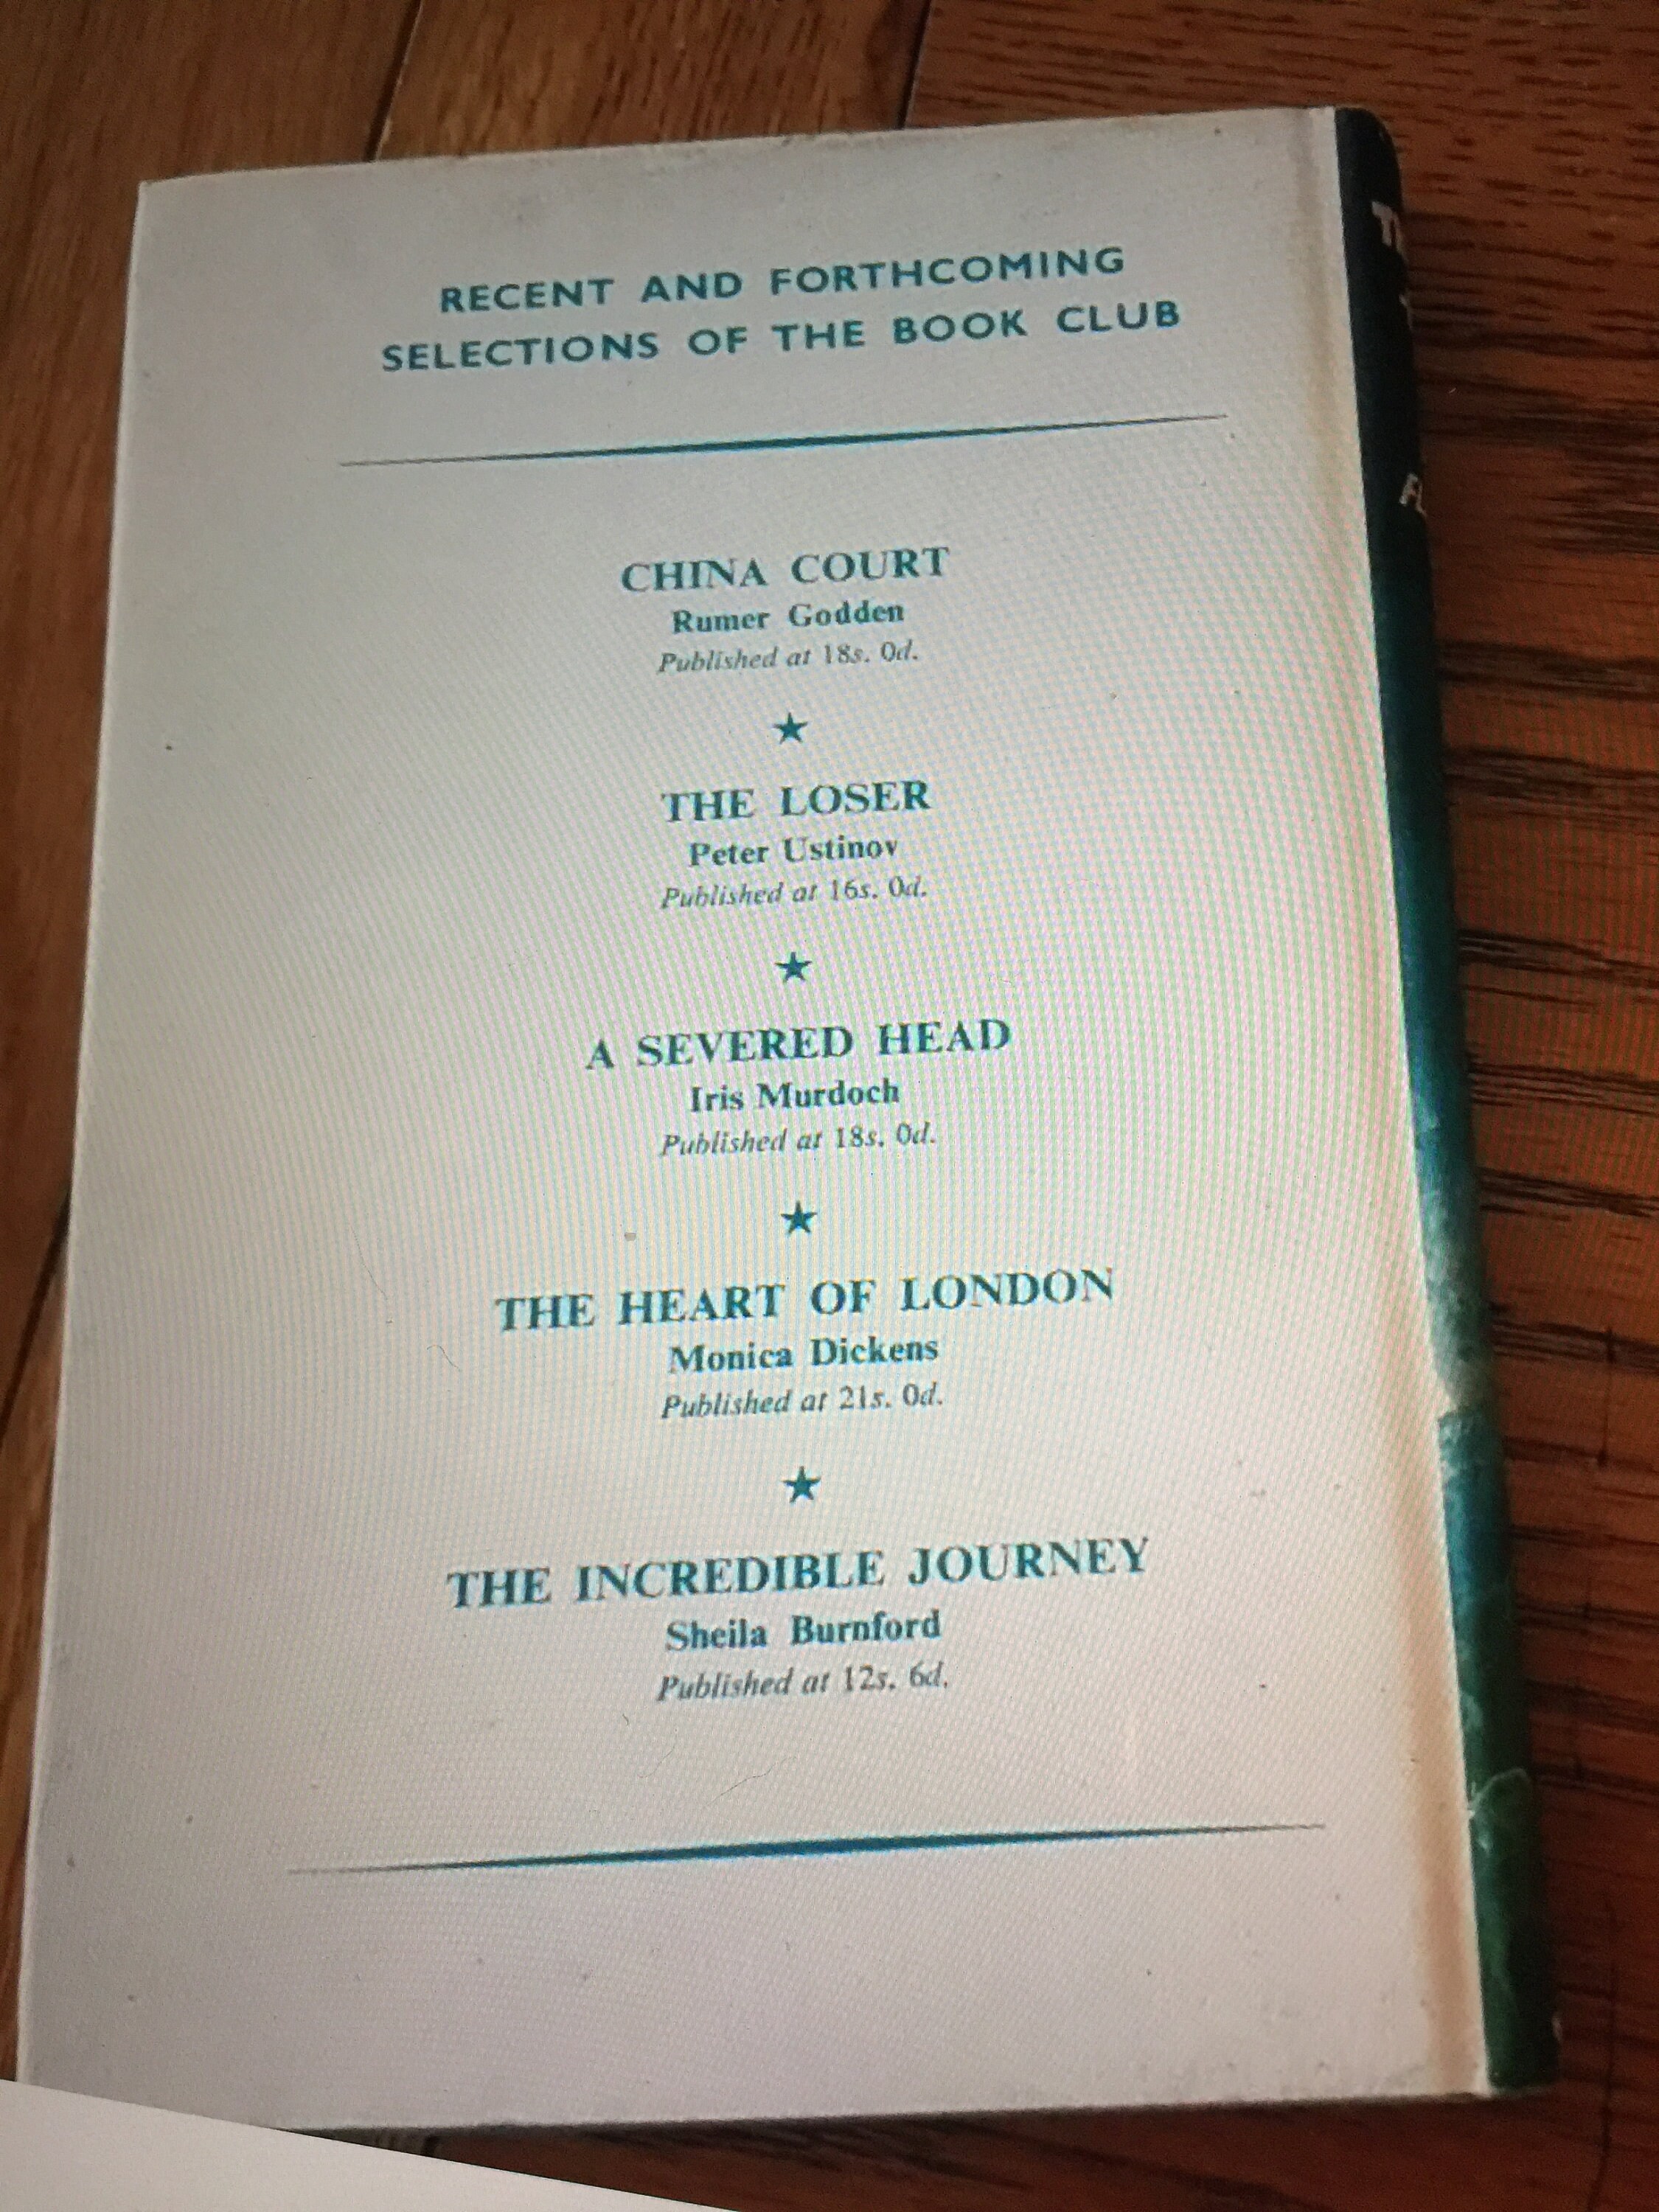 RECENT AND FORTHCOMING
SELECTIONS OF THE BOOK CLUB
CHINA COURT
Rumer Godden
Published at 18s. 0d.
★
THE LOSER
Peter Ustinov
Published at 16s. 0d.
★
A SEVERED HEAD
Iris Murdoch
Published at 18s. 0d.
★
THE HEART OF LONDON
Monica Dickens
Published at 21s. 0d.
★
THE INCREDIBLE JOURNEY
Sheila Burnford
Published at 12s. 6d.